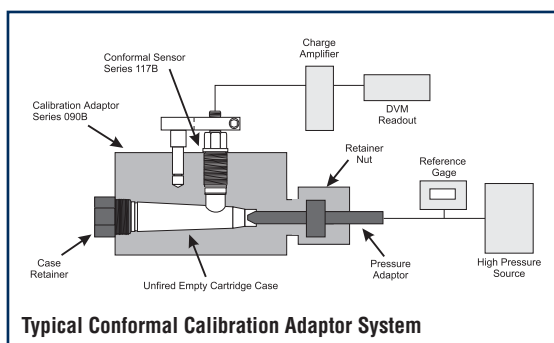 Charge
Amplifier
Conformal Sensor
Series 117B
Calibration Adaptor
Series 090B
DVM
Readout
Retainer
Nut
Reference
Gage
Case
Retainer
Unfired Empty Cartridge Case
Pressure
Adaptor
High Pressure
Source
Typical Conformal Calibration Adaptor System